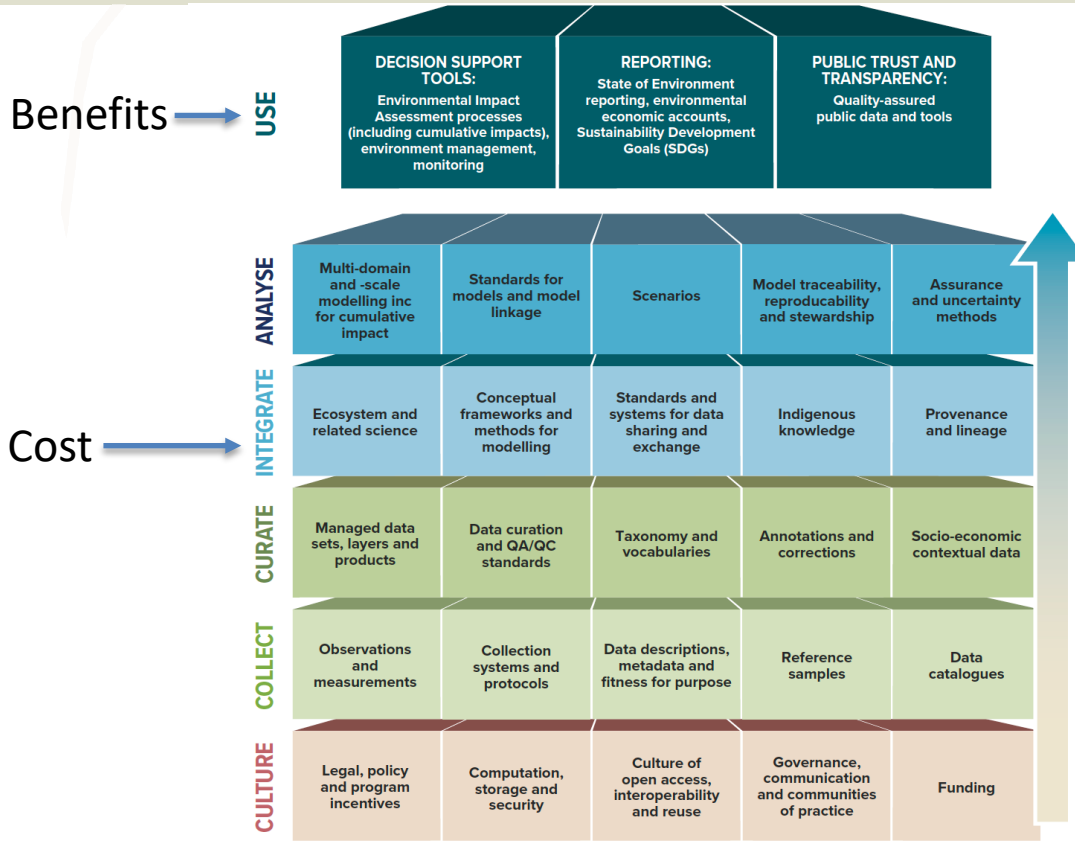 Benefits
USE
DECISION SUPPORT
TOOLS:
Environmental Impact
Assessment processes
(including cumulative impacts),
environment management,
monitoring
REPORTING:
State of Environment
reporting, environmental
economic accounts,
Sustainability Development
Goals (SDGs)
PUBLIC TRUST AND
TRANSPARENCY:
Quality-assured
public data and tools
ANALYSE
Multi-domain
and -scale
modelling inc
for cumulative
impact
Standards for
models and model
linkage
Scenarios
Model traceability,
reproducability
and stewardship
Assurance
and uncertainty
methods
Cost
INTEGRATE
Ecosystem and
related science
Conceptual
frameworks and
methods for
modelling
Standards and
systems for data
sharing and
exchange
Indigenous
knowledge
Provenance
and lineage
CURATE
Managed data
sets, layers and
products
Data curation
and QA/QC
standards
Taxonomy and
vocabularies
Annotations and
corrections
Socio-economic
contextual data
COLLECT
Observations
and
measurements
Collection
systems and
protocols
Data descriptions,
metadata and
fitness for purpose
Reference
samples
Data
catalogues
CULTURE
Legal, policy
and program
incentives
Computation,
storage and
security
Culture of
open access,
interoperability
and reuse
Governance,
communication
and communities
of practice
Funding